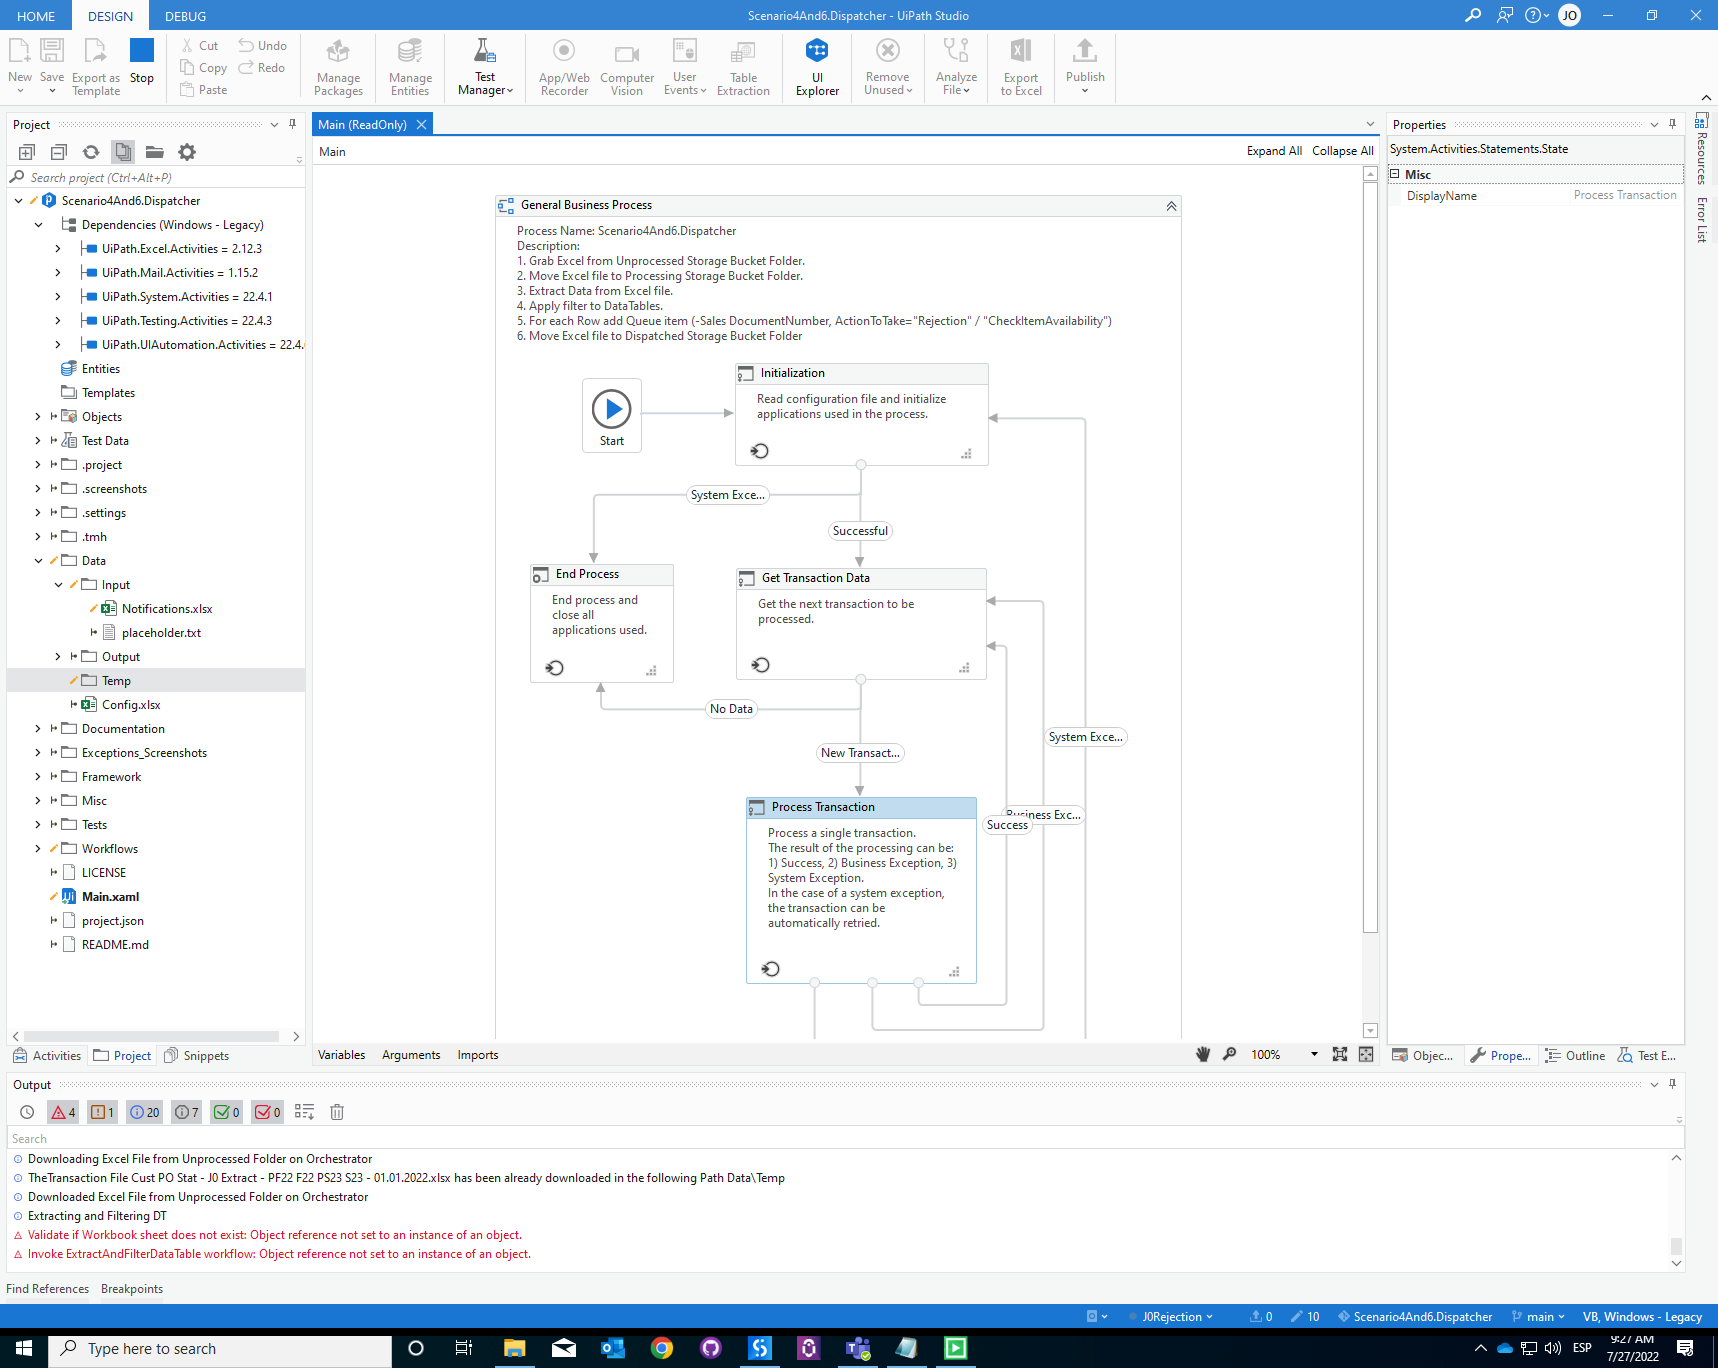 HOME
DESIGN
DEBUG
Scenario4And6.Dispatcher - UiPath Studio
JO
New
Save
Export as Template
Stop
Cut
Copy
Paste
Undo
Redo
Manage Packages
Manage Entities
Test Manager
App/Web Recorder
Computer Vision
User Events
Table Extraction
UI Explorer
Remove Unused
Analyze File
Export to Excel
Publish
Project
Search project (Ctrl+Alt+P)
Scenario4And6.Dispatcher
Dependencies (Windows - Legacy)
UiPath.Excel.Activities = 2.12.3
UiPath.Mail.Activities = 1.15.2
UiPath.System.Activities = 22.4.1
UiPath.Testing.Activities = 22.4.3
UiPath.UIAutomation.Activities = 22.4.
Entities
Templates
Objects
Test Data
.project
.screenshots
.settings
.tmh
Data
Input
Notifications.xlsx
placeholder.txt
Output
Temp
Config.xlsx
Documentation
Exceptions_Screenshots
Framework
Misc
Tests
Workflows
LICENSE
Main.xaml
project.json
README.md
Activities
Project
Snippets
Main (ReadOnly)
Main
Expand All
Collapse All
General Business Process
Process Name: Scenario4And6.Dispatcher
Description:
1. Grab Excel from Unprocessed Storage Bucket Folder.
2. Move Excel file to Processing Storage Bucket Folder.
3. Extract Data from Excel file.
4. Apply filter to DataTables.
5. For each Row add Queue item (-Sales DocumentNumber, ActionToTake="Rejection" / "CheckItemAvailability")
6. Move Excel file to Dispatched Storage Bucket Folder
Start
Initialization
Read configuration file and initialize
applications used in the process.
System Exce...
Successful
End Process
End process and
close all
applications used.
Get Transaction Data
Get the next transaction to be
processed.
No Data
New Transact...
System Exce...
Business Exc...
Success
Process Transaction
Process a single transaction.
The result of the processing can be:
1) Success, 2) Business Exception, 3)
System Exception.
In the case of a system exception,
the transaction can be
automatically retried.
Variables
Arguments
Imports
100%
Properties
System.Activities.Statements.State
Misc
DisplayName
Process Transaction
Objec...
Prope...
Outline
Test E...
Resources
Error List
Output
4
1
20
7
0
0
Search
Downloading Excel File from Unprocessed Folder on Orchestrator
TheTransaction File Cust PO Stat - J0 Extract - PF22 F22 PS23 S23 - 01.01.2022.xlsx has been already downloaded in the following Path Data\Temp
Downloaded Excel File from Unprocessed Folder on Orchestrator
Extracting and Filtering DT
Validate if Workbook sheet does not exist: Object reference not set to an instance of an object.
Invoke ExtractAndFilterDataTable workflow: Object reference not set to an instance of an object.
Find References
Breakpoints
J0Rejection
0
10
Scenario4And6.Dispatcher
main
VB, Windows - Legacy
Type here to search
ESP
9:27 AM
7/27/2022